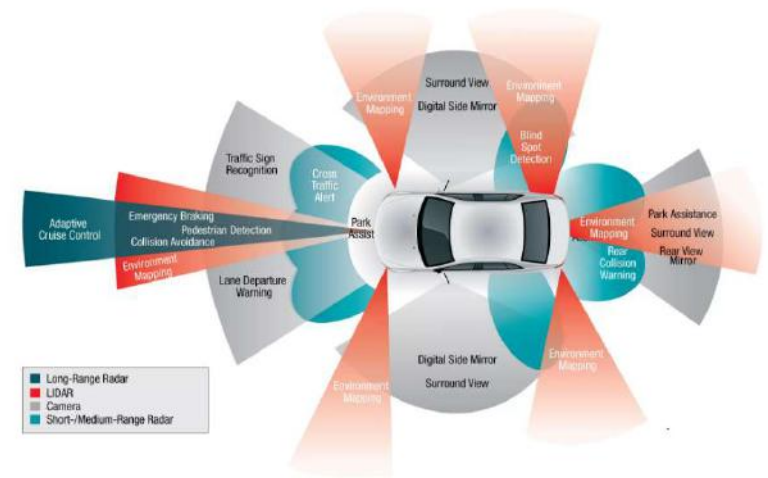 Surround View
Digital Side Mirror
Environment
Mapping
Environment
Mapping
Blind
Spot
Detection
Traffic Sign
Recognition
Cross
Traffic
Alert
Adaptive
Cruise Control
Emergency Braking
Pedestrian Detection
Collision Avoidance
Environment
Mapping
Park
Assist
Lane Departure
Warning
Environment
Mapping
Park Assistance
Surround View
Rear View
Mirror
Rear
Collision
Warning
Digital Side Mirror
Surround View
Environment
Mapping
Environment
Mapping
Long-Range Radar
LIDAR
Camera
Short-/Medium-Range Radar